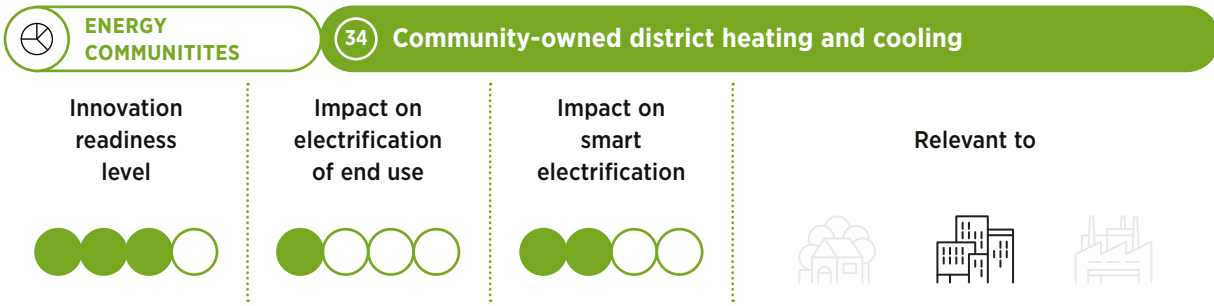 ENERGY
COMMUNITITES
34 Community-owned district heating and cooling
Innovation
readiness
level
Impact on
electrification
of end use
Impact on
smart
electrification
Relevant to